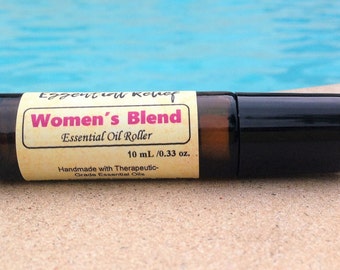 Essential Relief
Women's Blend
Essential Oil Roller
10 mL /0.33 oz.
Handmade with Therapeutic-
Grade Essential Oils